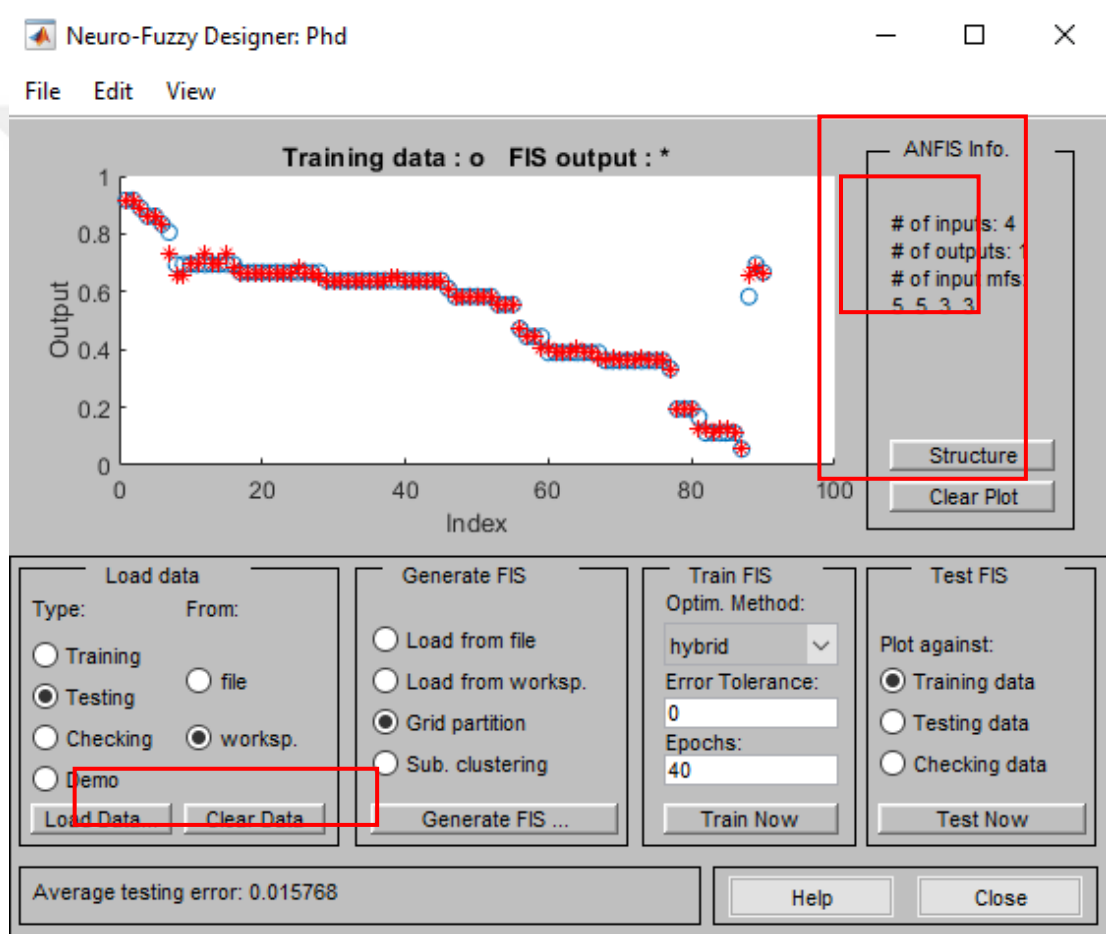 Neuro-Fuzzy Designer: Phd
File Edit View
Training data : o FIS output : *
1
0.8
0.6
0.4
0.2
0
Output
0 20 40 60 80 100
Index
ANFIS Info.
# of inputs: 4
# of outputs: 1
# of input mfs:
5 5 3 3
Structure
Clear Plot
Load data
Type: From:
Training
Testing
Checking
Demo
file
worksp.
Load Data... Clear Data
Generate FIS
Load from file
Load from worksp.
Grid partition
Sub. clustering
Generate FIS ...
Train FIS
Optim. Method:
hybrid
Error Tolerance:
0
Epochs:
40
Train Now
Test FIS
Plot against:
Training data
Testing data
Checking data
Test Now
Average testing error: 0.015768
Help
Close